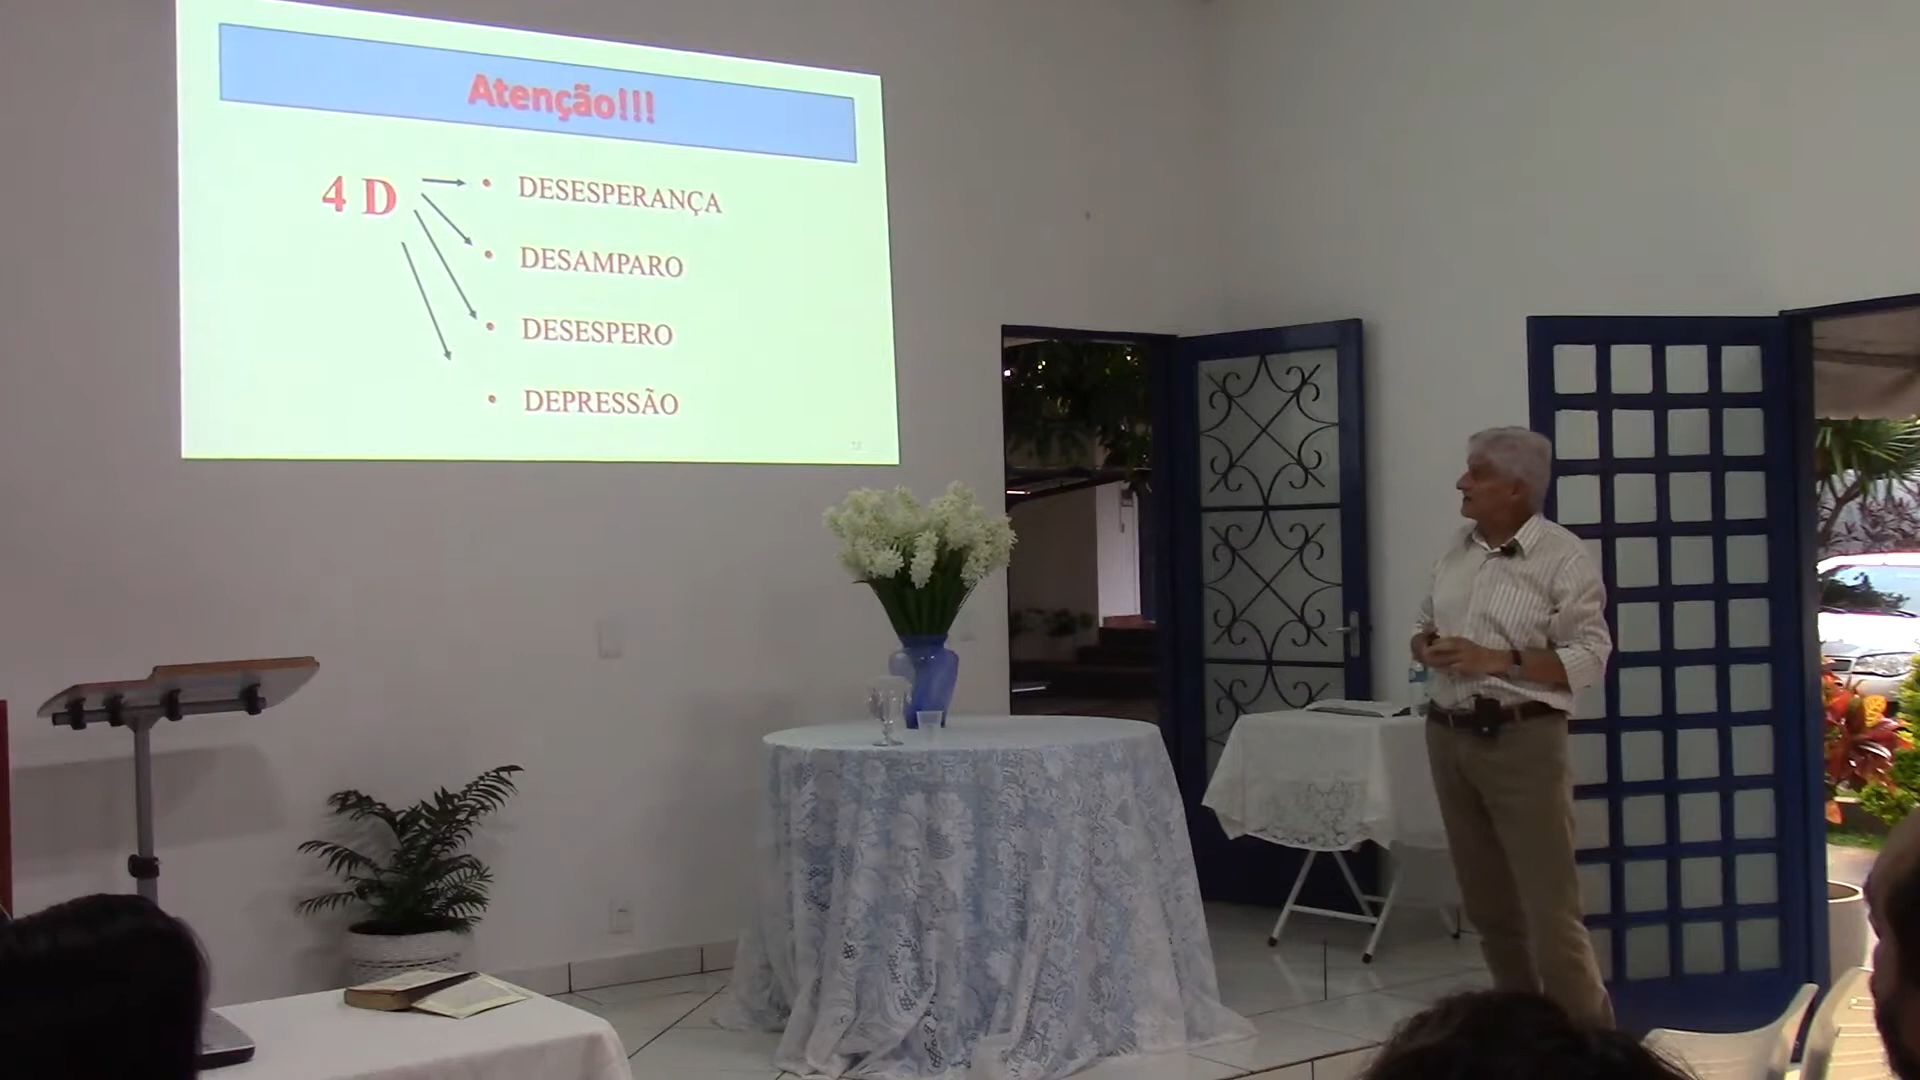 Atenção!!!
4 D
• DESESPERANÇA
• DESAMPARO
• DESESPERO
• DEPRESSÃO